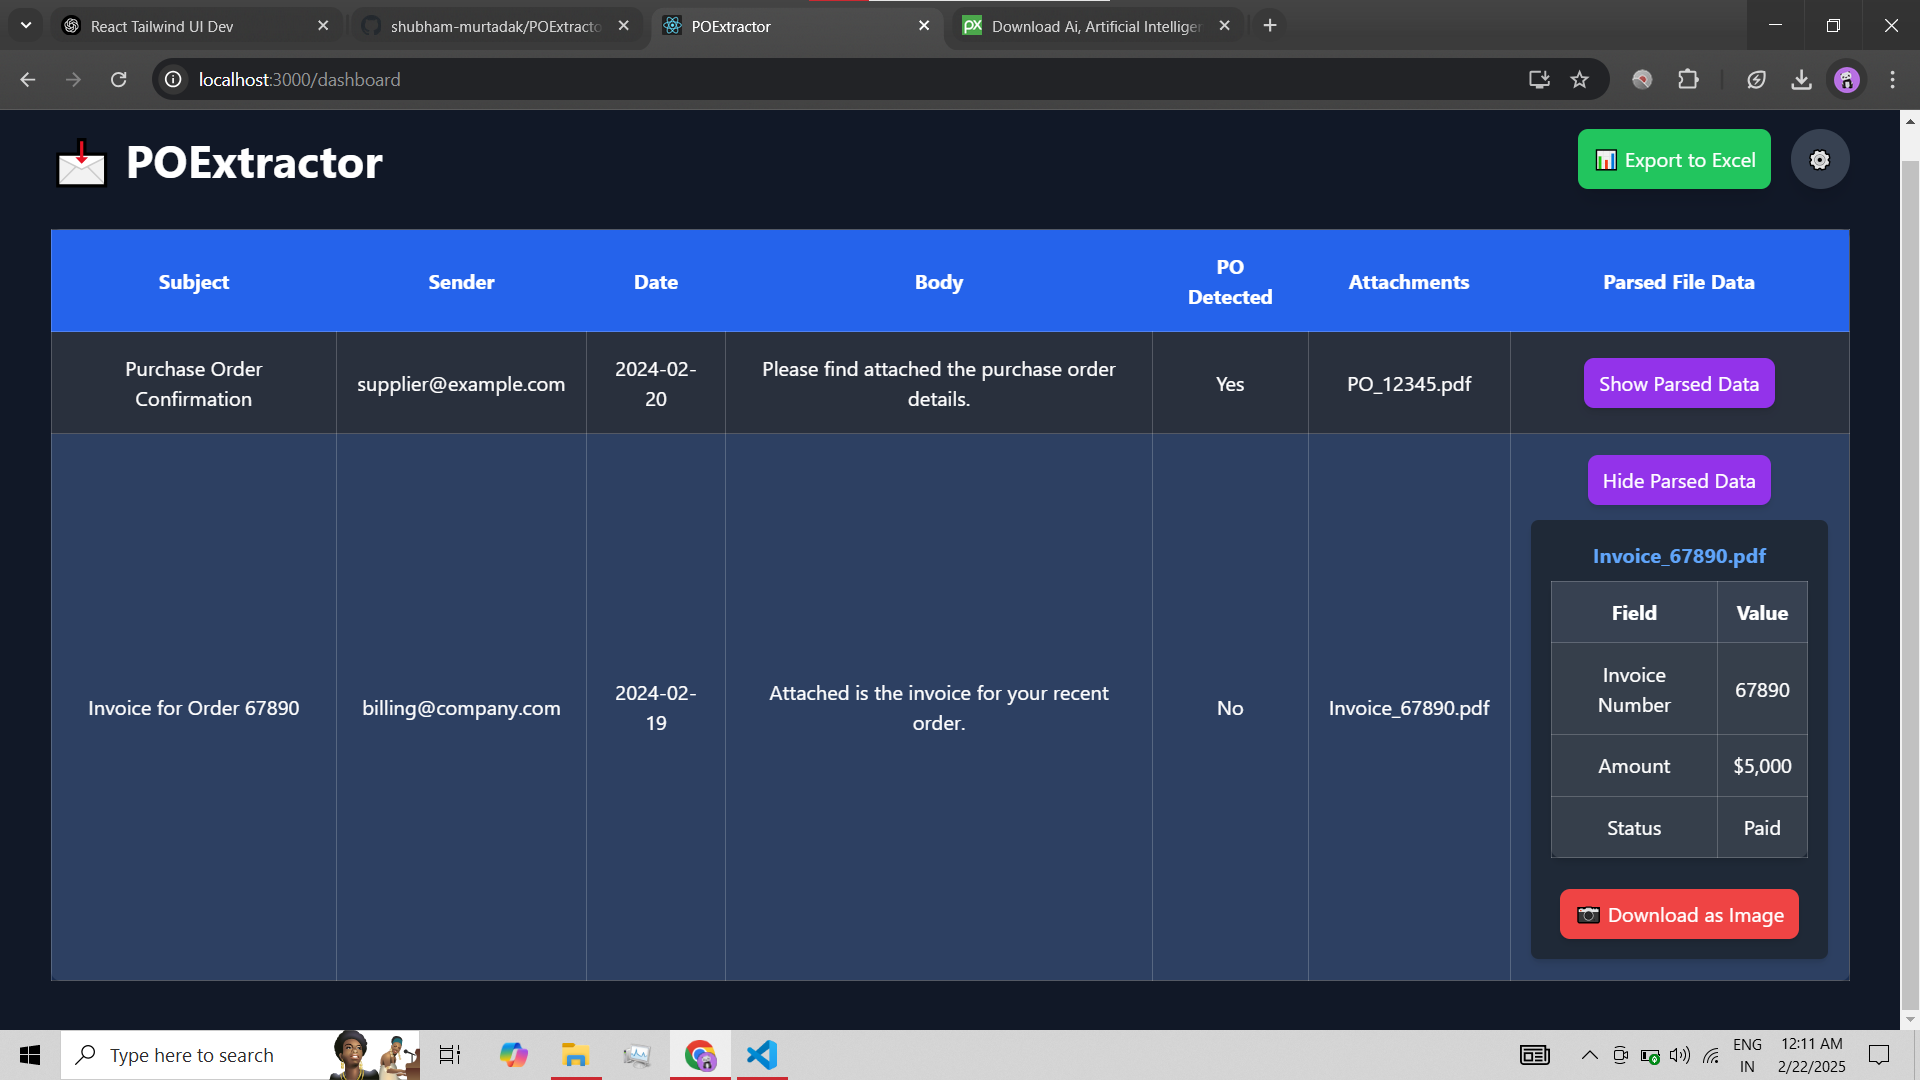 React Tailwind UI Dev
shubham-murtadak/POExtracto
POExtractor
Download Ai, Artificial Intelliger
localhost:3000/dashboard
POExtractor
Export to Excel
Subject
Sender
Date
Body
PO
Detected
Attachments
Parsed File Data
Purchase Order
Confirmation
supplier@example.com
2024-02-
20
Please find attached the purchase order
details.
Yes
PO_12345.pdf
Show Parsed Data
Invoice for Order 67890
billing@company.com
2024-02-
19
Attached is the invoice for your recent
order.
No
Invoice_67890.pdf
Hide Parsed Data
Invoice_67890.pdf
Field
Value
Invoice
Number
67890
Amount
$5,000
Status
Paid
Download as Image
Type here to search
ENG
IN
12:11 AM
2/22/2025